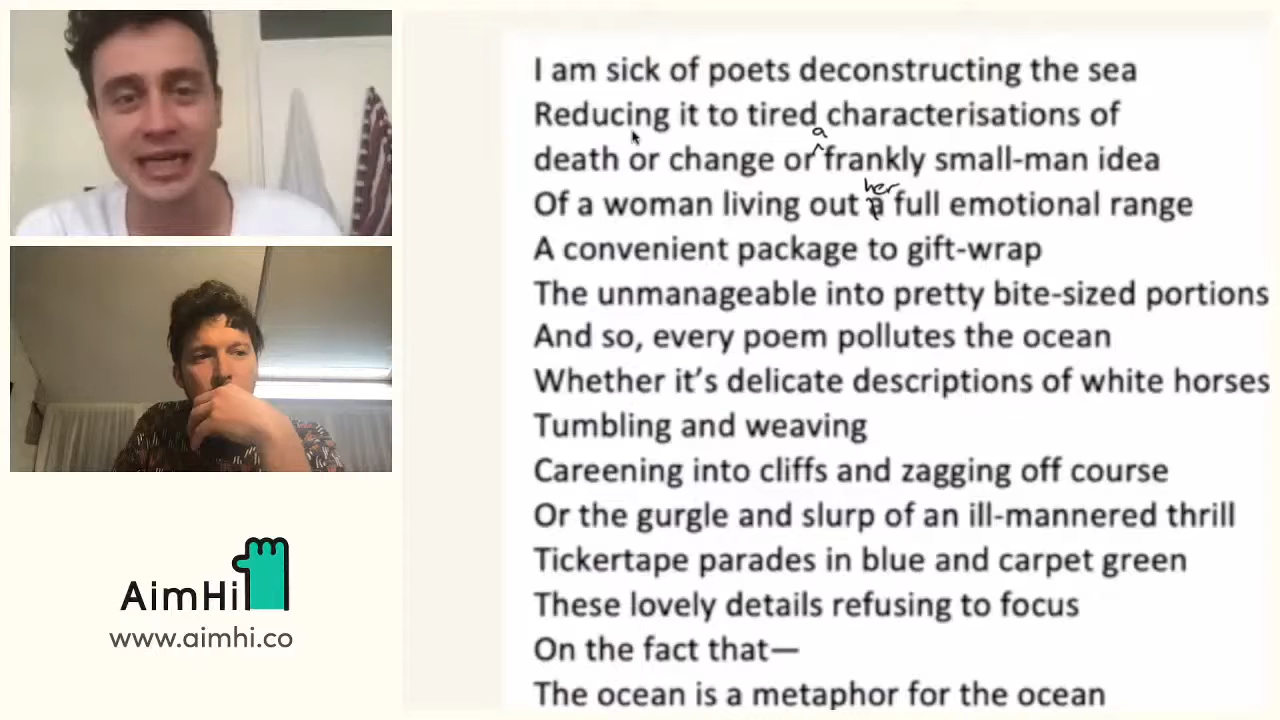 I am sick of poets deconstructing the sea
Reducing it to tired characterisations of
death or change or a frankly small-man idea
Of a woman living out her full emotional range
A convenient package to gift-wrap
The unmanageable into pretty bite-sized portions
And so, every poem pollutes the ocean
Whether it’s delicate descriptions of white horses
Tumbling and weaving
Careening into cliffs and zagging off course
Or the gurgle and slurp of an ill-mannered thrill
Tickertape parades in blue and carpet green
These lovely details refusing to focus
On the fact that—
The ocean is a metaphor for the ocean
AimHi
www.aimhi.co